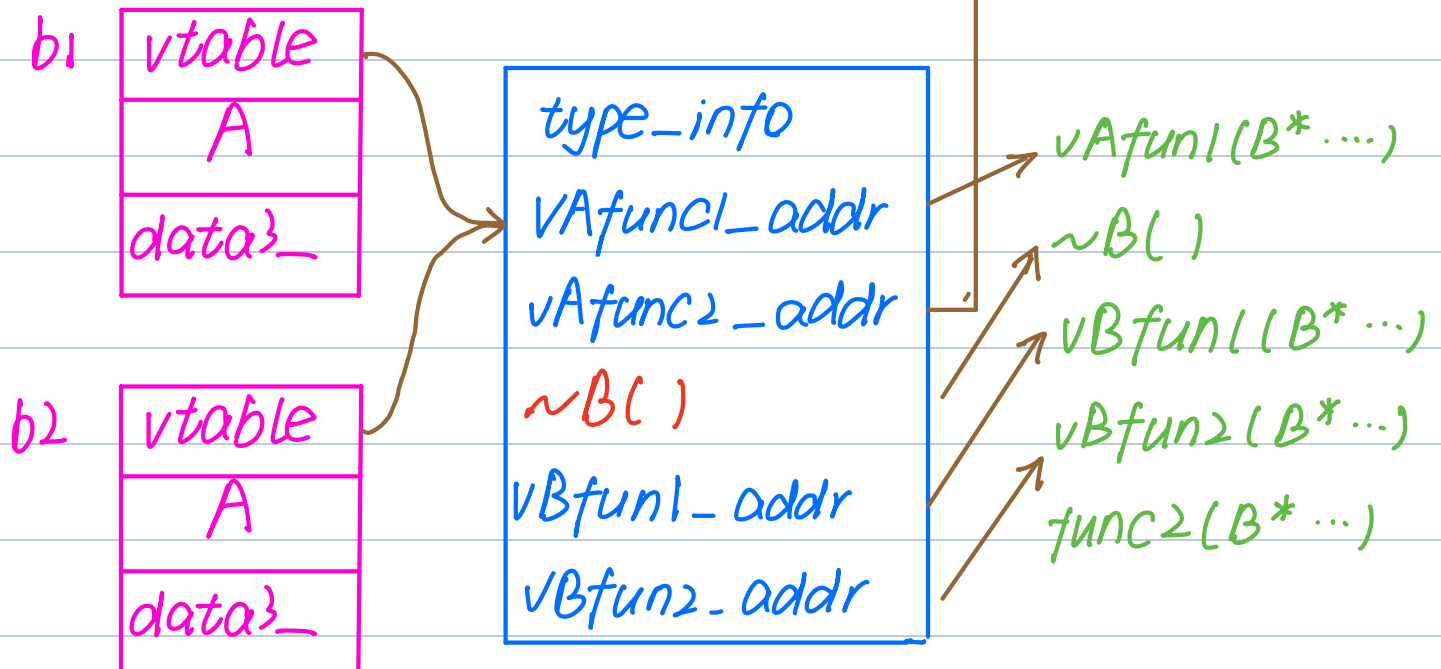 b1
vtable
A
data3_
b2
vtable
A
data3_
type_info
vAfunc1_addr
vAfunc2_addr
~B()
vBfun1_addr
vBfun2_addr
vAfun1(B*...)
~B()
vBfun1(B*...)
vBfun2(B*...)
func2(B*...)